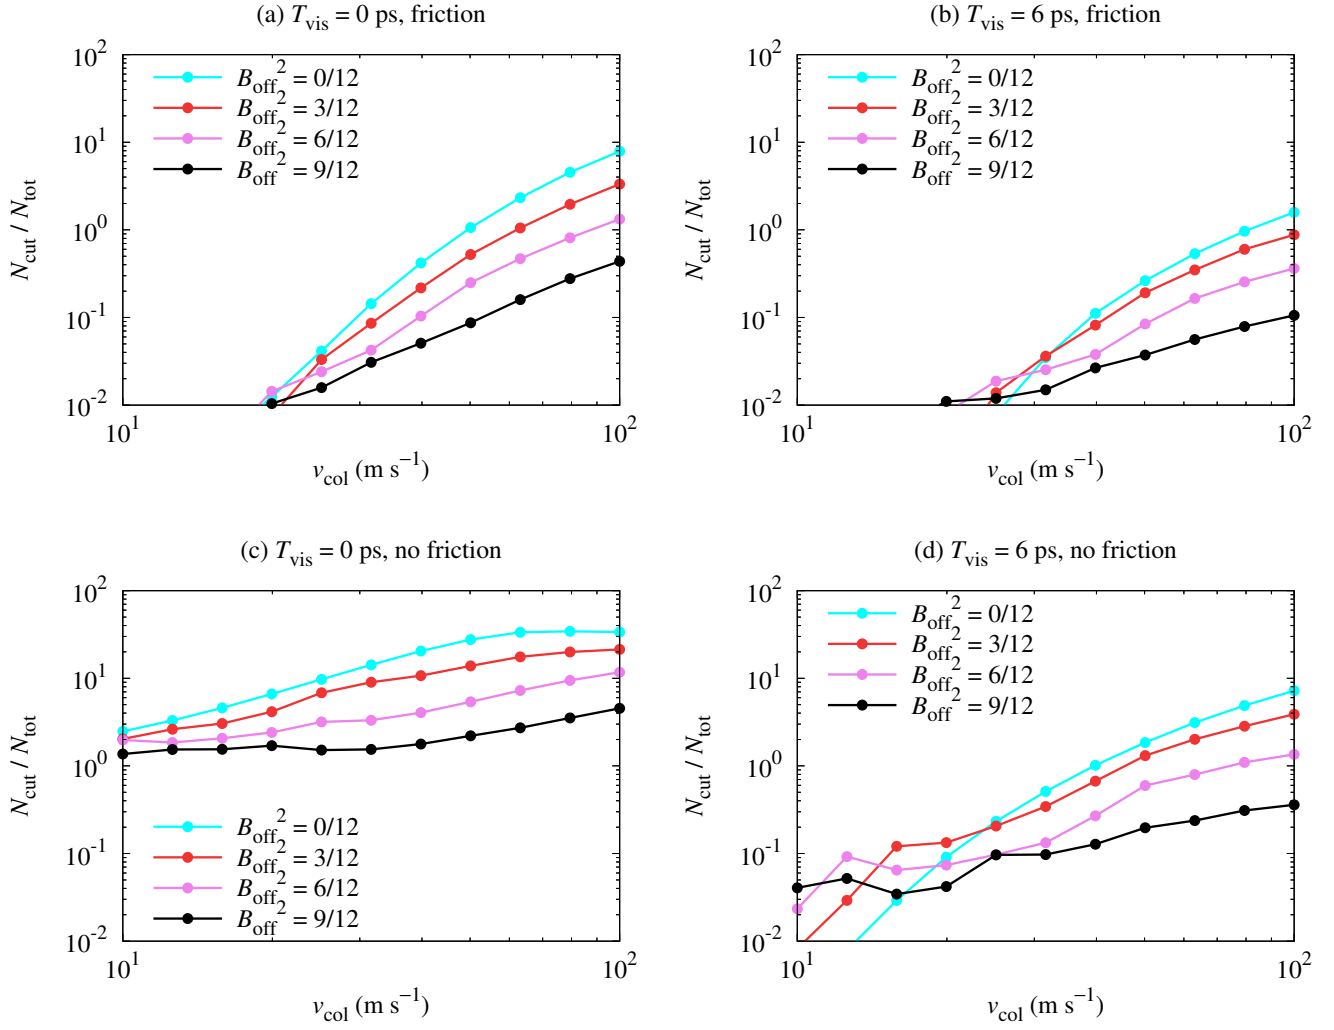 (a) T_vis = 0 ps, friction
N_cut / N_tot
10^2
10^1
10^0
10^−1
10^−2
B_off^2 = 0/12
B_off^2 = 3/12
B_off^2 = 6/12
B_off^2 = 9/12
10^1
10^2
v_col (m s^−1)
(b) T_vis = 6 ps, friction
N_cut / N_tot
10^2
10^1
10^0
10^−1
10^−2
B_off^2 = 0/12
B_off^2 = 3/12
B_off^2 = 6/12
B_off^2 = 9/12
10^1
10^2
v_col (m s^−1)
(c) T_vis = 0 ps, no friction
N_cut / N_tot
10^2
10^1
10^0
10^−1
10^−2
B_off^2 = 0/12
B_off^2 = 3/12
B_off^2 = 6/12
B_off^2 = 9/12
10^1
10^2
v_col (m s^−1)
(d) T_vis = 6 ps, no friction
N_cut / N_tot
10^2
10^1
10^0
10^−1
10^−2
B_off^2 = 0/12
B_off^2 = 3/12
B_off^2 = 6/12
B_off^2 = 9/12
10^1
10^2
v_col (m s^−1)